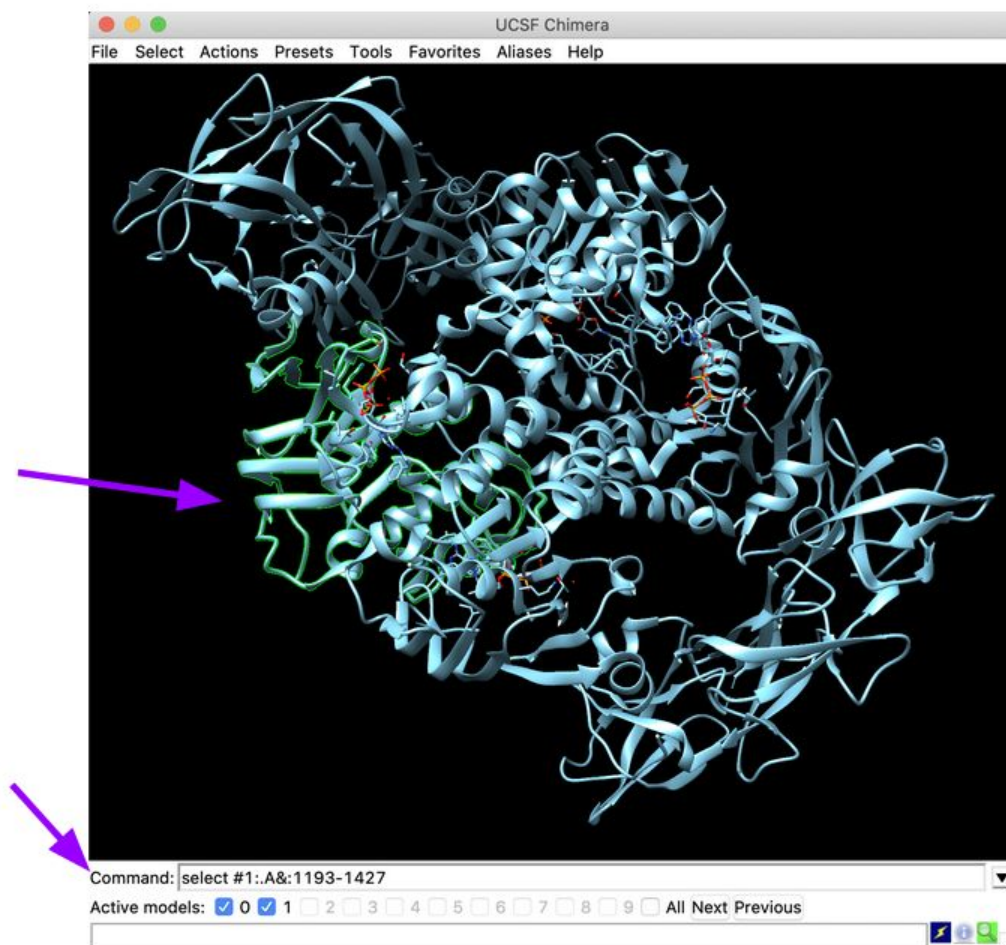 UCSF Chimera
File Select Actions Presets Tools Favorites Aliases Help
Command: select #1:.A&:1193-1427
Active models: 0 1 2 3 4 5 6 7 8 9 All Next Previous